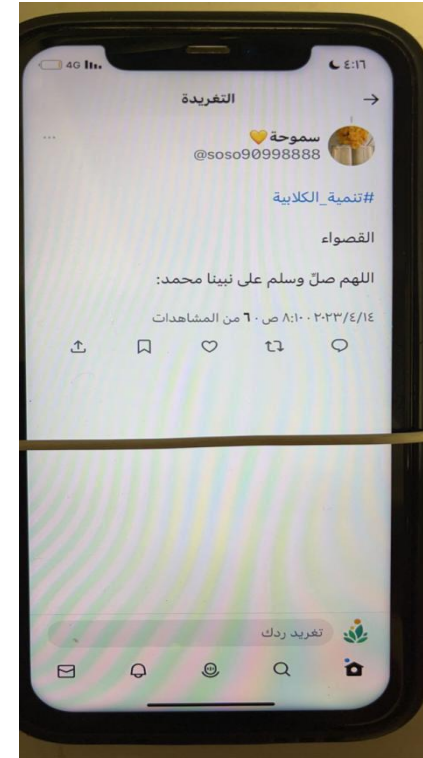 4G
٤:١٦
التغريدة
سموحة
@soso90998888
#تنمية_الكلابية
القصواء
اللهم صلِّ وسلم على نبينا محمد:
٢٠٢٣/٤/١٤ · ٨:١٠ ص · ٦ من المشاهدات
تغريد ردك